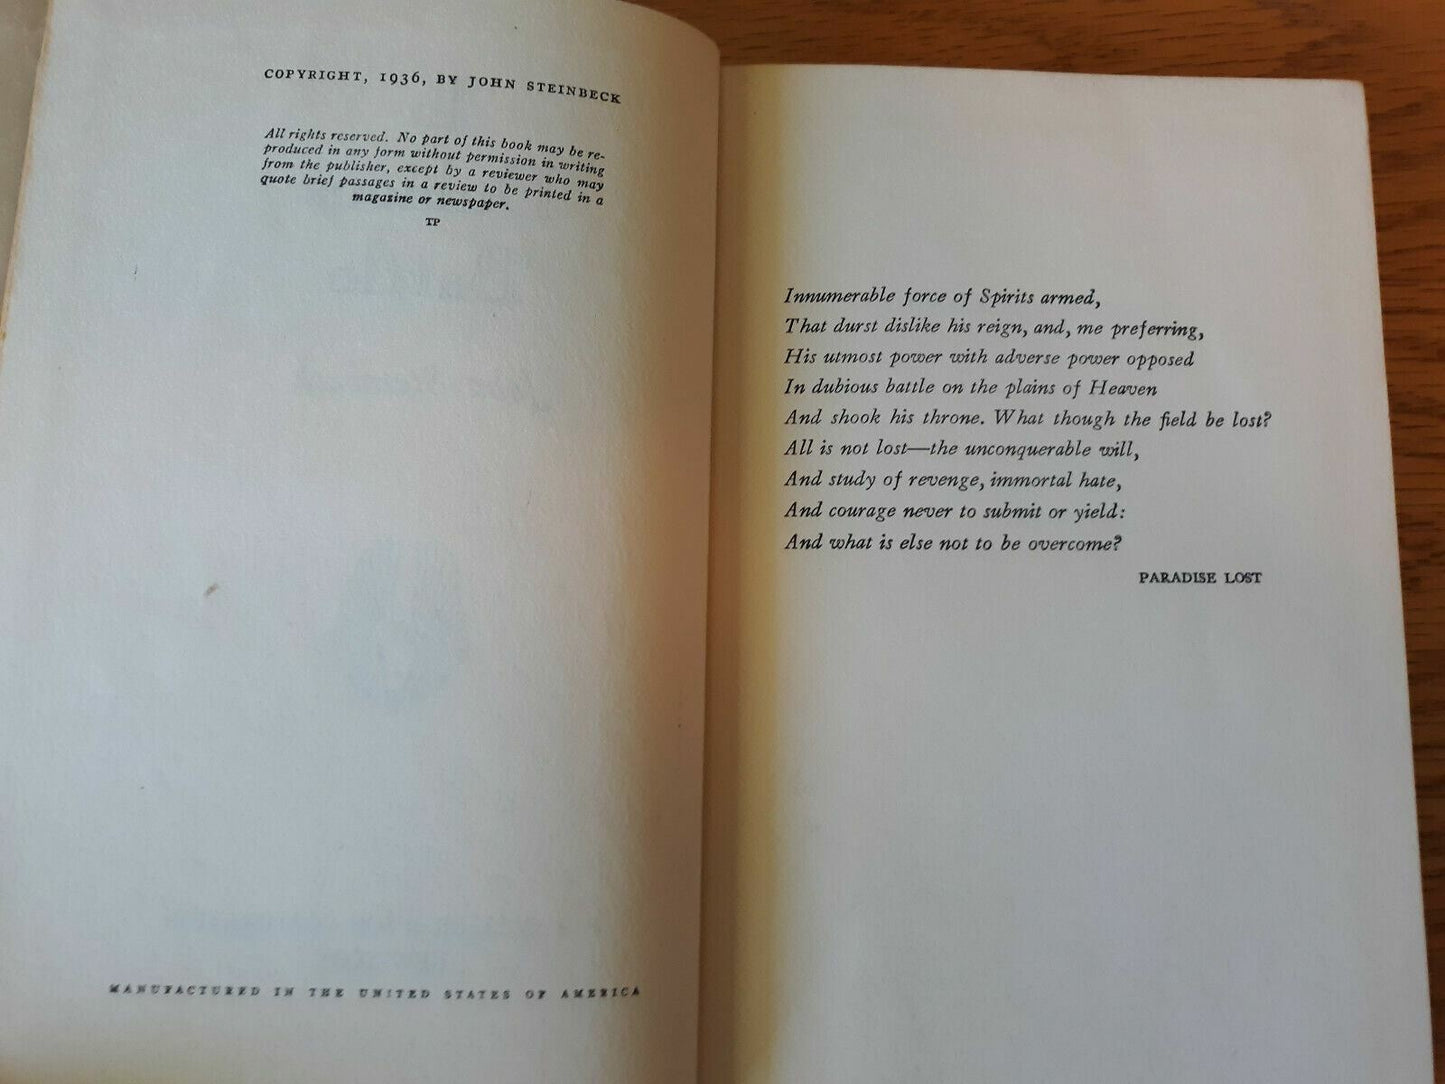 COPYRIGHT, 1936, BY JOHN STEINBECK
All rights reserved. No part of this book may be re-
produced in any form without permission in writing
from the publisher, except by a reviewer who may
quote brief passages in a review to be printed in a
magazine or newspaper.
TP
MANUFACTURED IN THE UNITED STATES OF AMERICA
Innumerable force of Spirits armed,
That durst dislike his reign, and, me preferring,
His utmost power with adverse power opposed
In dubious battle on the plains of Heaven
And shook his throne. What though the field be lost?
All is not lost—the unconquerable will,
And study of revenge, immortal hate,
And courage never to submit or yield:
And what is else not to be overcome?
PARADISE LOST